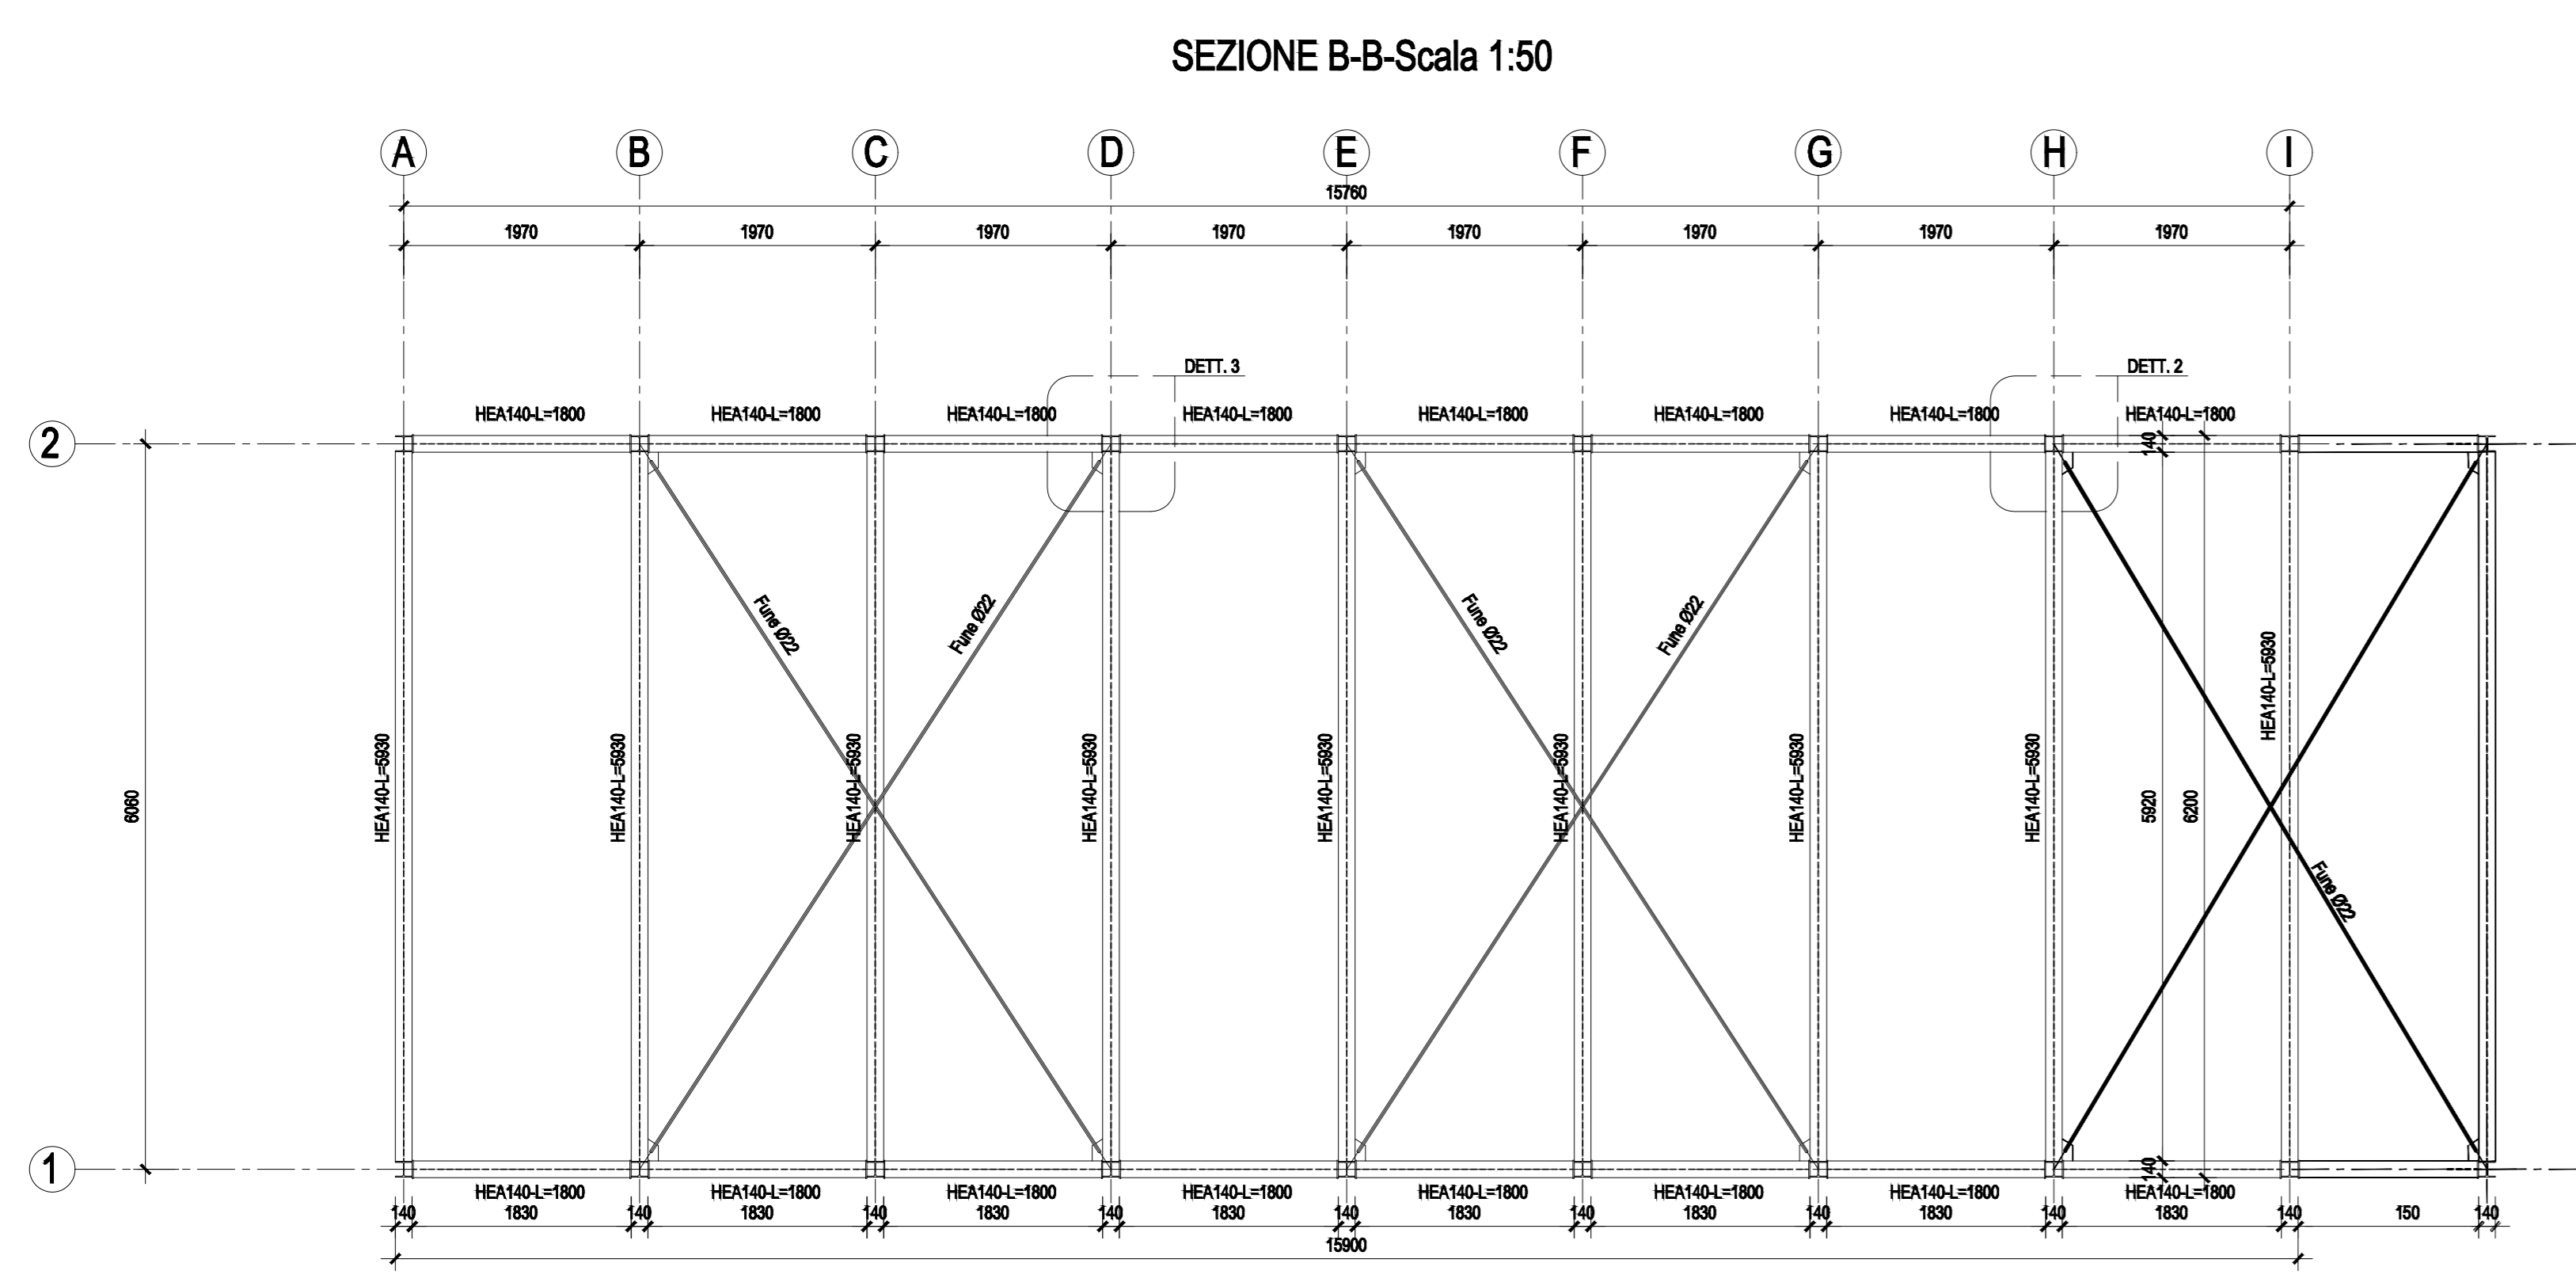 SEZIONE B-B-Scala 1:50
A B C D E F G H I
15760
1970 1970 1970 1970 1970 1970 1970 1970
DETT. 3 DETT. 2
HEA140-L=1800 HEA140-L=1800 HEA140-L=1800 HEA140-L=1800 HEA140-L=1800 HEA140-L=1800 HEA140-L=1800 HEA140-L=1800
2
140
Fune Ø22 Fune Ø22 Fune Ø22 Fune Ø22
HEA140-L=5930
6060
HEA140-L=5930 HEA140-L=5930 HEA140-L=5930 HEA140-L=5930 HEA140-L=5930 HEA140-L=5930 HEA140-L=5930 HEA140-L=5930
5920 6200
Fune Ø22
1
140
HEA140-L=1800 HEA140-L=1800 HEA140-L=1800 HEA140-L=1800 HEA140-L=1800 HEA140-L=1800 HEA140-L=1800 HEA140-L=1800
140 1830 140 1830 140 1830 140 1830 140 1830 140 1830 140 1830 140 1830 140 150 140
15900